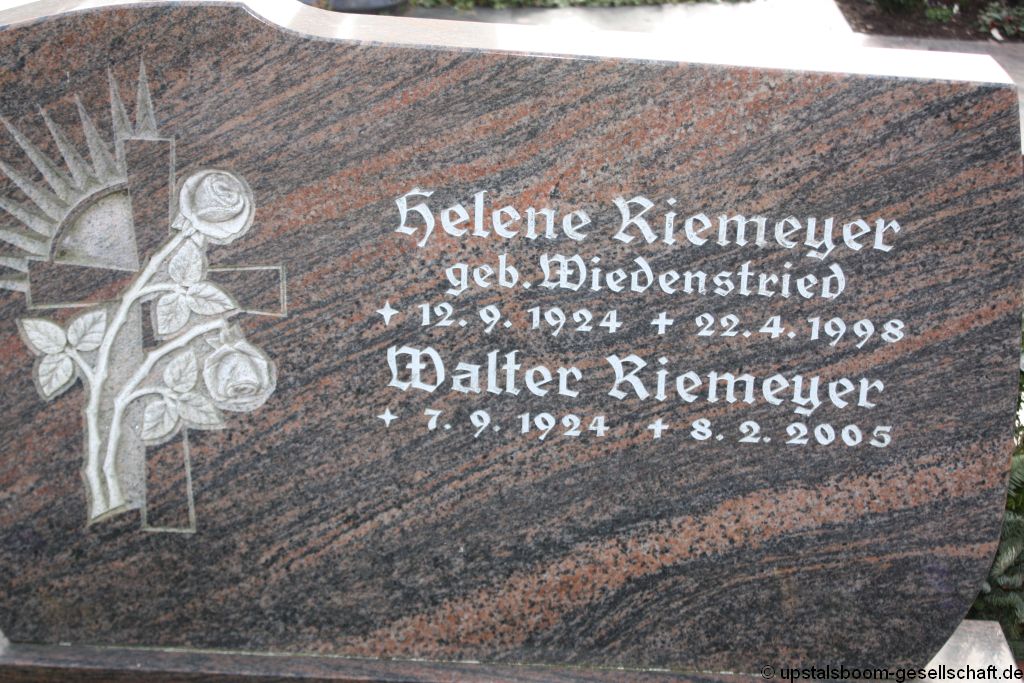 Helene Riemeyer
geb. Wiedenstried
✦ 12. 9. 1924 ✝ 22. 4. 1998
Walter Riemeyer
✦ 7. 9. 1924 ✝ 8. 2. 2005
© upstalsboom-gesellschaft.de